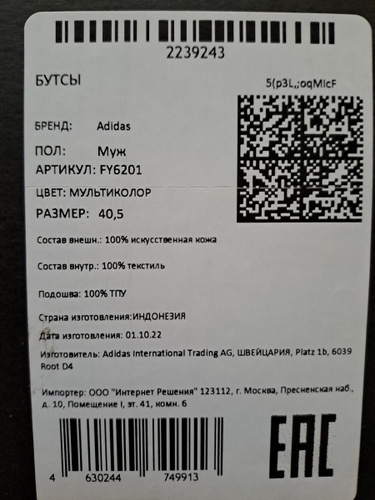 2239243
БУТСЫ
5(p3L,;oqMIcF
БРЕНД: Adidas
ПОЛ: Муж
АРТИКУЛ: FY6201
ЦВЕТ: МУЛЬТИКОЛОР
РАЗМЕР: 40,5
Состав внешн.: 100% искусственная кожа
Состав внутр.: 100% текстиль
Подошва: 100% ТПУ
Страна изготовления:ИНДОНЕЗИЯ
Дата изготовления: 01.10.22
Изготовитель: Adidas International Trading AG, ШВЕЙЦАРИЯ, Platz 1b, 6039
Root D4
Импортер: ООО "Интернет Решения" 123112, г. Москва, Пресненская наб.,
д. 10, Помещение I, эт. 41, комн. 6
4 630244 749913
EAC